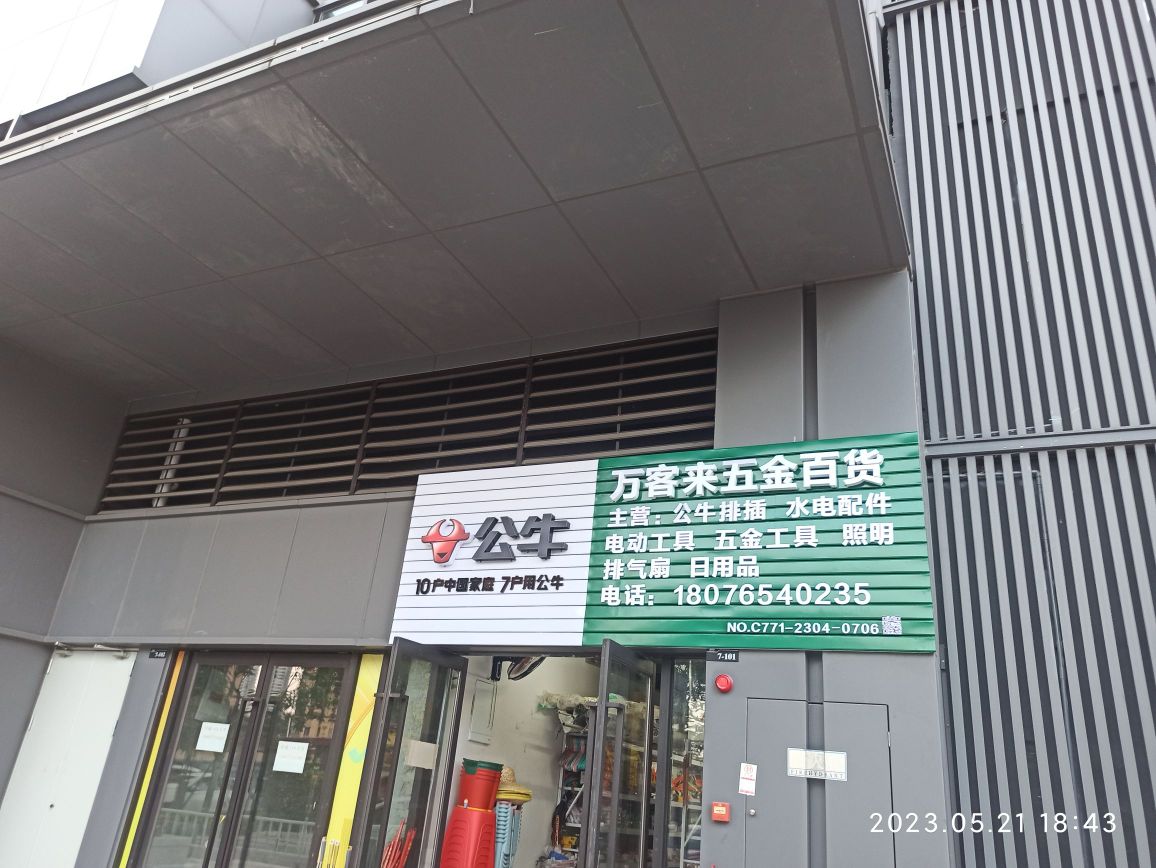 万客来五金百货
主营：公牛排插 水电配件
电动工具 五金工具 照明
排气扇 日用品
电话：18076540235
NO.C771-2304-0706
公牛
10户中国家庭 7户用公牛
7-102
7-101
FIREHYDRANT
2023.05.21 18:43